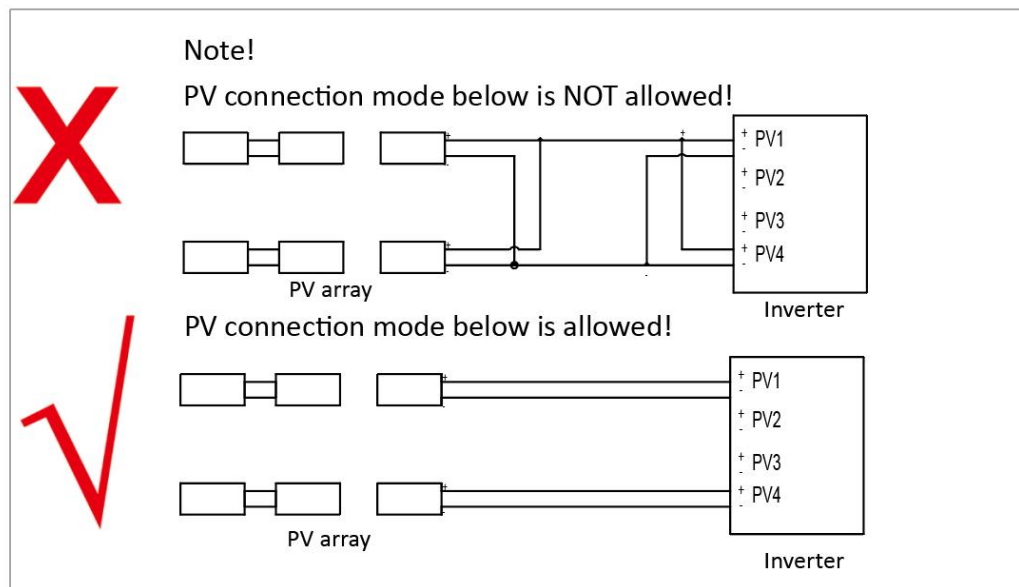 Note!
PV connection mode below is NOT allowed!
+
-
+
-
+
-
+ PV1
-
+ PV2
-
+ PV3
-
+ PV4
-
PV array
Inverter
PV connection mode below is allowed!
+
-
+
-
+ PV1
-
+ PV2
-
+ PV3
-
+ PV4
-
PV array
Inverter